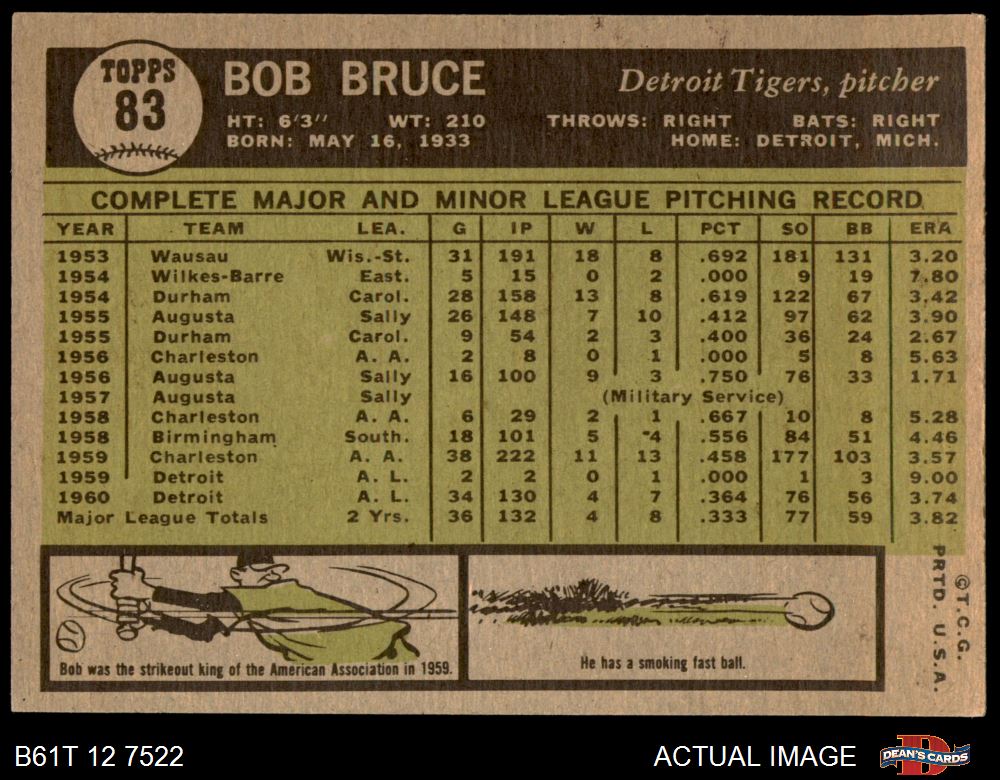 TOPPS
83
BOB BRUCE
Detroit Tigers, pitcher
HT: 6'3" WT: 210 THROWS: RIGHT BATS: RIGHT
BORN: MAY 16, 1933 HOME: DETROIT, MICH.
COMPLETE MAJOR AND MINOR LEAGUE PITCHING RECORD
YEAR TEAM LEA. G IP W L PCT SO BB ERA
1953 Wausau Wis.-St. 31 191 18 8 .692 181 131 3.20
1954 Wilkes-Barre East. 5 15 0 2 .000 9 19 7.80
1954 Durham Carol. 28 158 13 8 .619 122 67 3.42
1955 Augusta Sally 26 148 7 10 .412 97 62 3.90
1955 Durham Carol. 9 54 2 3 .400 36 24 2.67
1956 Charleston A. A. 2 8 0 1 .000 5 8 5.63
1956 Augusta Sally 16 100 9 3 .750 76 33 1.71
1957 Augusta Sally (Military Service)
1958 Charleston A. A. 6 29 2 1 .667 10 8 5.28
1958 Birmingham South. 18 101 5 4 .556 84 51 4.46
1959 Charleston A. A. 38 222 11 13 .458 177 103 3.57
1959 Detroit A. L. 2 2 0 1 .000 1 3 9.00
1960 Detroit A. L. 34 130 4 7 .364 76 56 3.74
Major League Totals 2 Yrs. 36 132 4 8 .333 77 59 3.82
Bob was the strikeout king of the American Association in 1959.
He has a smoking fast ball.
©T.C.G.
PRTD. U.S.A.
B61T 12 7522
ACTUAL IMAGE
DEAN'S CARDS